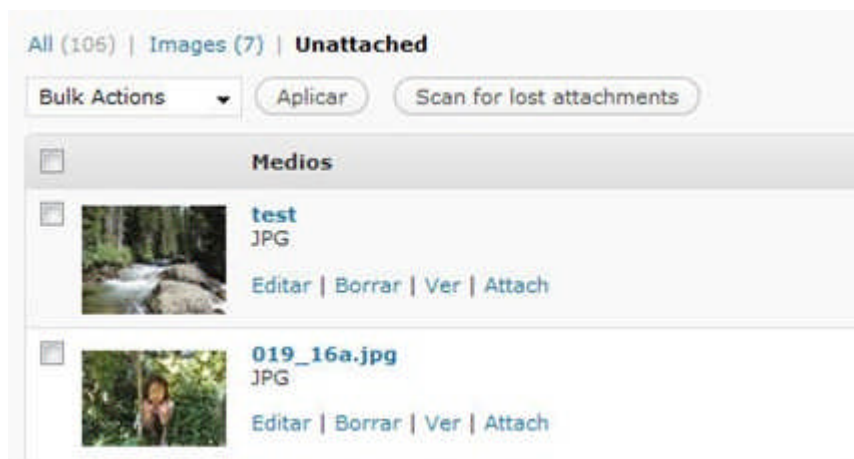 All (106) | Images (7) | Unattached
Bulk Actions Aplicar Scan for lost attachments
Medios
test
JPG
Editar | Borrar | Ver | Attach
019_16a.jpg
JPG
Editar | Borrar | Ver | Attach